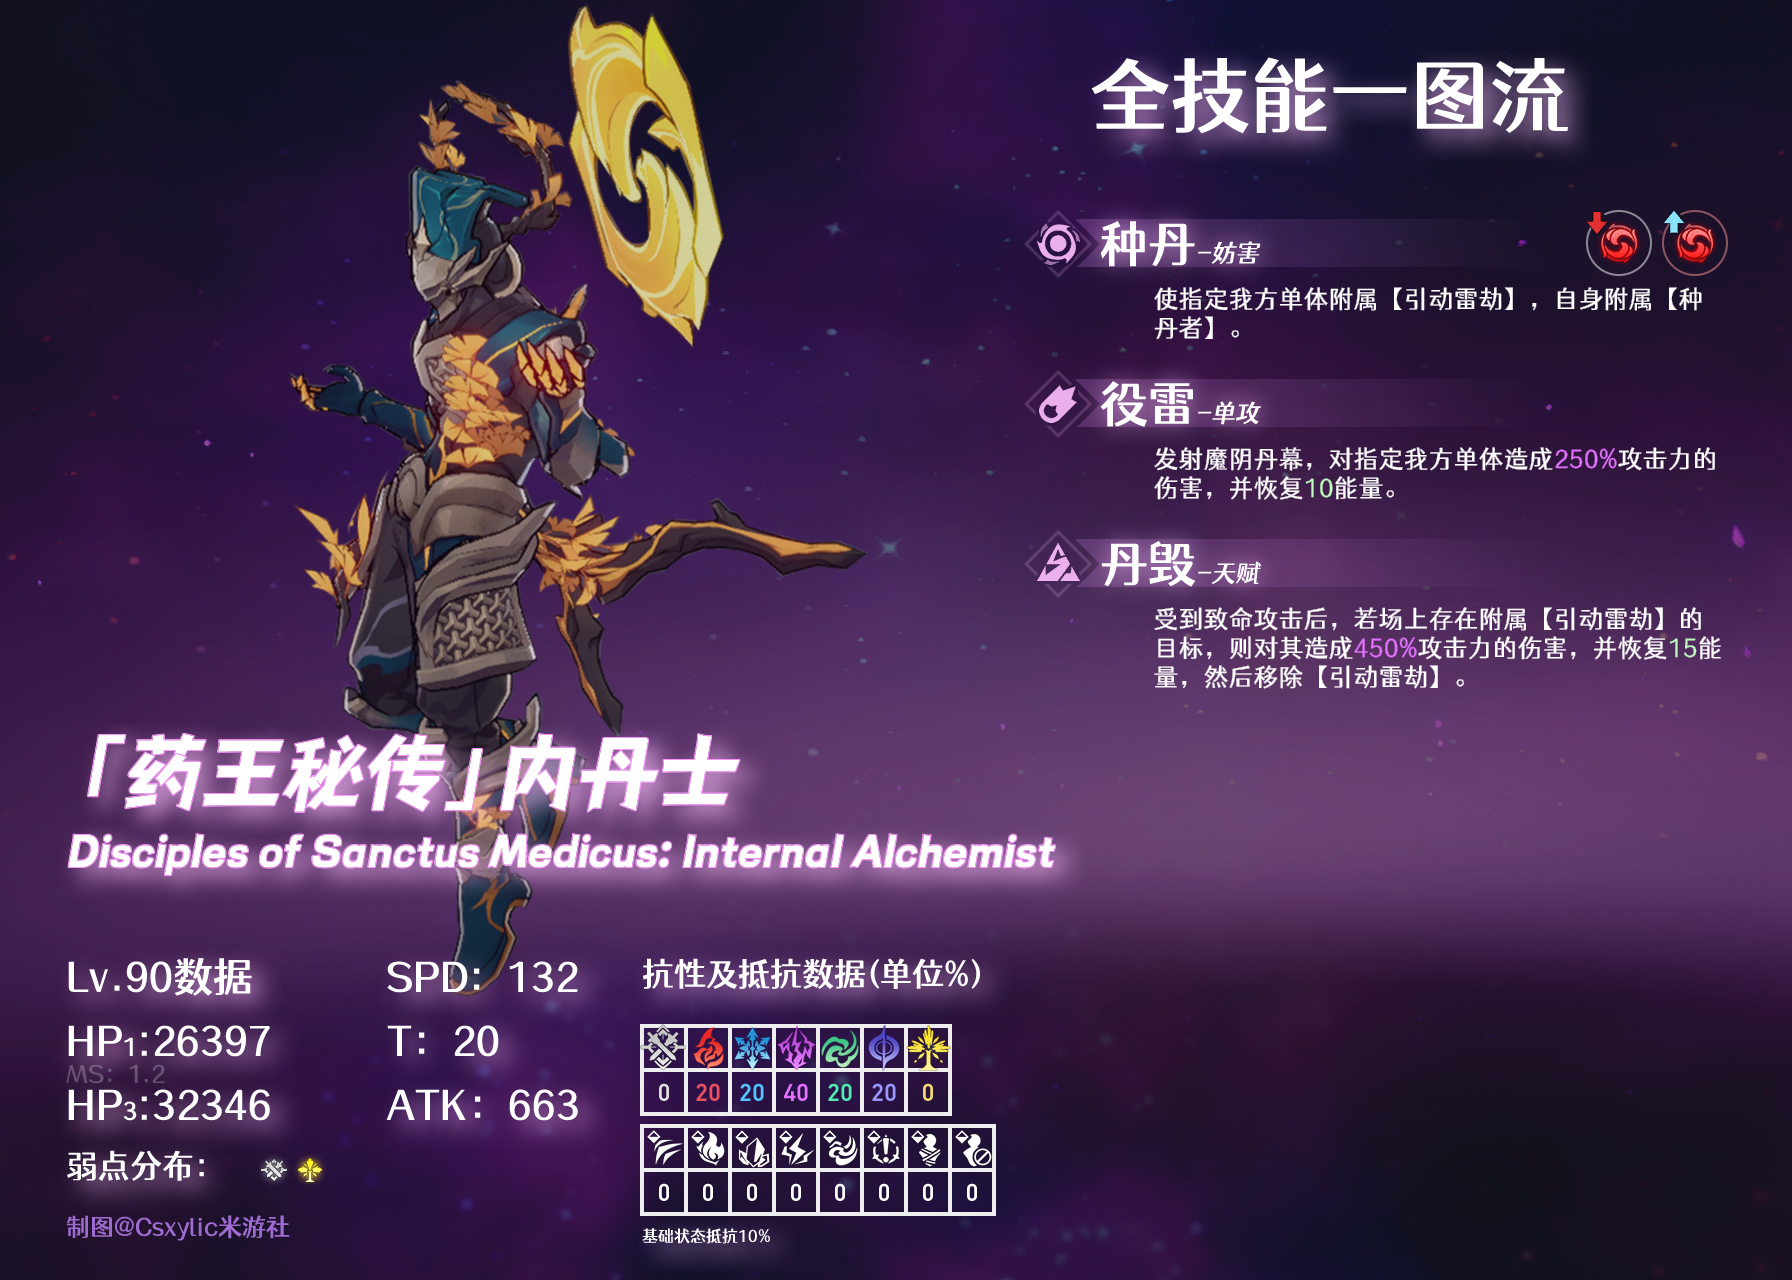 全技能一图流
种丹-妨害
使指定我方单体附属【引动雷劫】，自身附属【种
丹者】。
役雷-单攻
发射魔阴丹幕，对指定我方单体造成250%攻击力的
伤害，并恢复10能量。
丹毁-天赋
受到致命攻击后，若场上存在附属【引动雷劫】的
目标，则对其造成450%攻击力的伤害，并恢复15能
量，然后移除【引动雷劫】。
「药王秘传」内丹士
Disciples of Sanctus Medicus: Internal Alchemist
Lv.90数据
SPD: 132
HP1:26397
T: 20
MS: 1.2
HP3:32346
ATK: 663
弱点分布:
制图@Csxylic米游社
抗性及抵抗数据(单位%)
0 20 20 40 20 20 0
0 0 0 0 0 0 0 0
基础状态抵抗10%